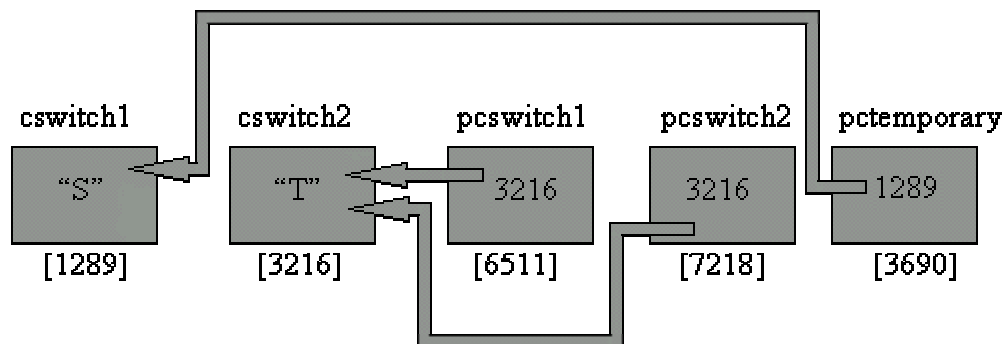 cswitch1 cswitch2 pcswitch1 pcswitch2 pctemporary
“S” “T” 3216 3216 1289
[1289] [3216] [6511] [7218] [3690]